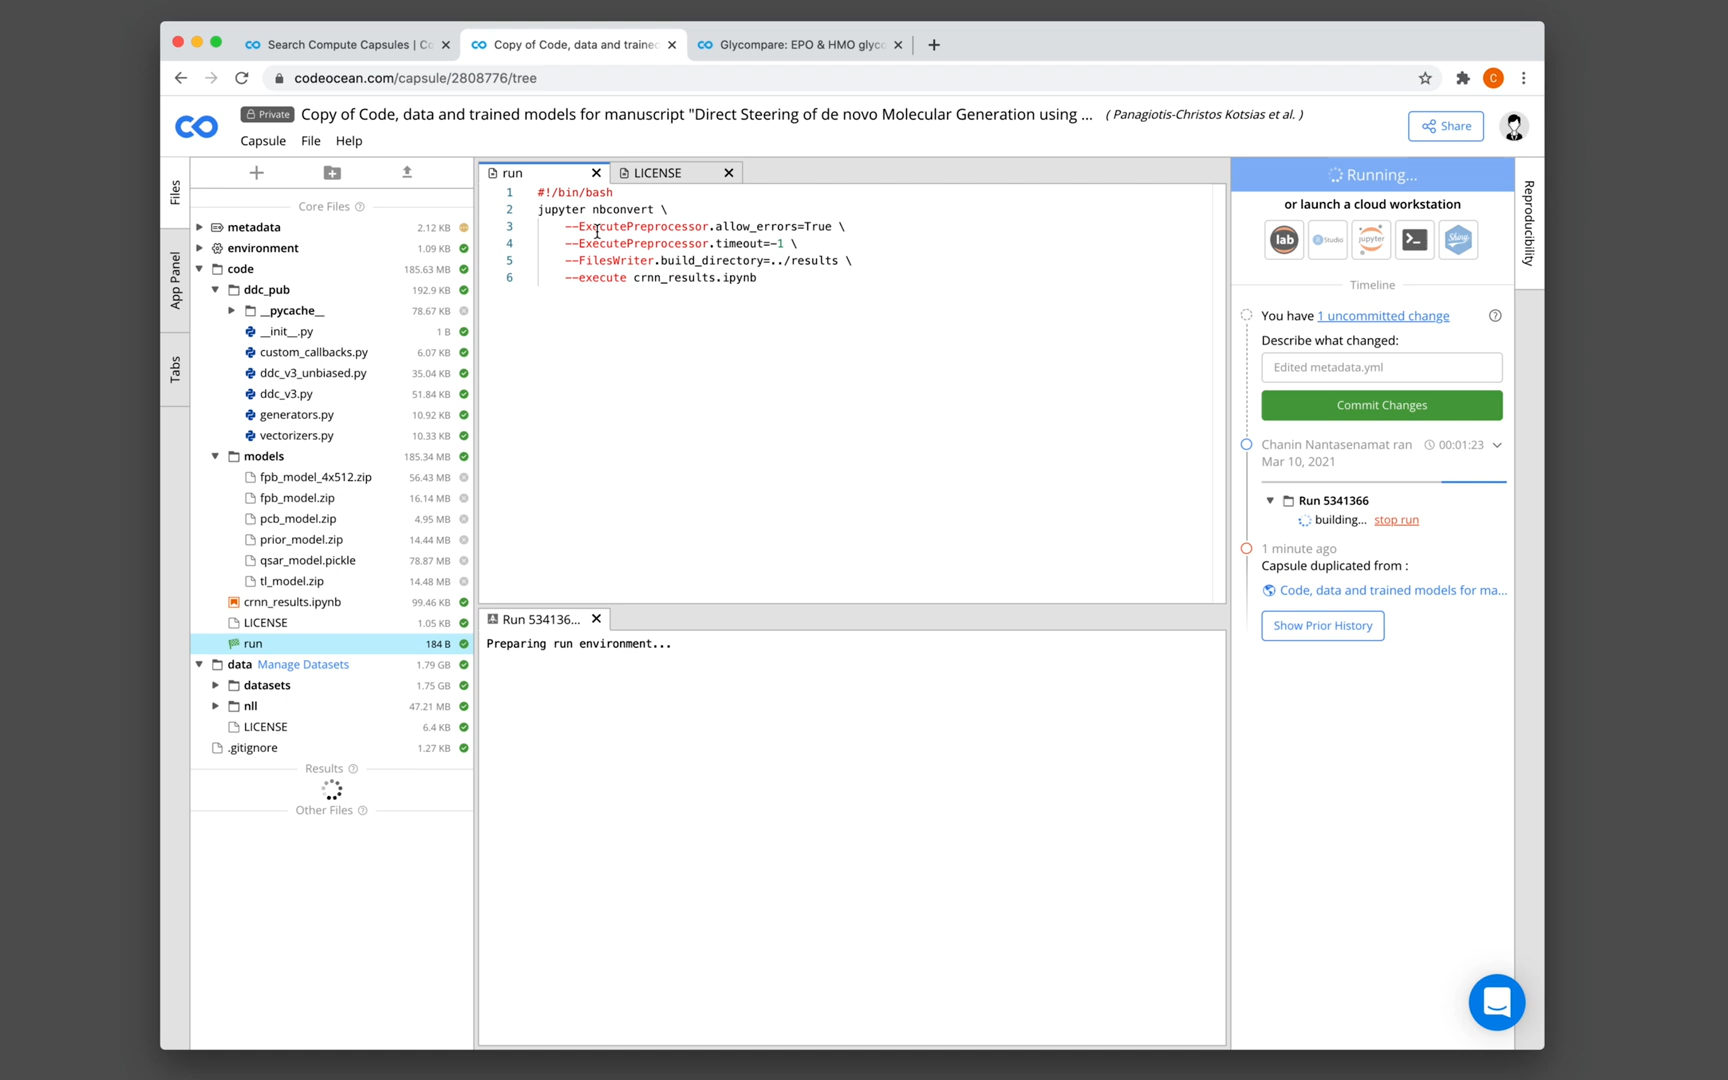 Search Compute Capsules | Co
Copy of Code, data and traine
Glycompare: EPO & HMO glyc
codeocean.com/capsule/2808776/tree
C
Private
Copy of Code, data and trained models for manuscript "Direct Steering of de novo Molecular Generation using ...
( Panagiotis-Christos Kotsias et al. )
Capsule File Help
Share
Files
App Panel
Tabs
Core Files
metadata 2.12 KB
environment 1.09 KB
code 185.63 MB
ddc_pub 192.9 KB
__pycache__ 78.67 KB
__init__.py 1 B
custom_callbacks.py 6.07 KB
ddc_v3_unbiased.py 35.04 KB
ddc_v3.py 51.84 KB
generators.py 10.92 KB
vectorizers.py 10.33 KB
models 185.34 MB
fpb_model_4x512.zip 56.43 MB
fpb_model.zip 16.14 MB
pcb_model.zip 4.95 MB
prior_model.zip 14.44 MB
qsar_model.pickle 78.87 MB
tl_model.zip 14.48 MB
crnn_results.ipynb 99.46 KB
LICENSE 1.05 KB
run 184 B
data Manage Datasets 1.79 GB
datasets 1.75 GB
nll 47.21 MB
LICENSE 6.4 KB
.gitignore 1.27 KB
Results
Other Files
run
LICENSE
1 #!/bin/bash
2 jupyter nbconvert \
3 --ExecutePreprocessor.allow_errors=True \
4 --ExecutePreprocessor.timeout=-1 \
5 --FilesWriter.build_directory=../results \
6 --execute crnn_results.ipynb
Run 534136...
Preparing run environment...
Running...
or launch a cloud workstation
lab
R Studio
jupyter
Shiny
Timeline
You have 1 uncommitted change
Describe what changed:
Edited metadata.yml
Commit Changes
Chanin Nantasenamat ran 00:01:23
Mar 10, 2021
Run 5341366
building... stop run
1 minute ago
Capsule duplicated from :
Code, data and trained models for ma...
Show Prior History
Reproducibility